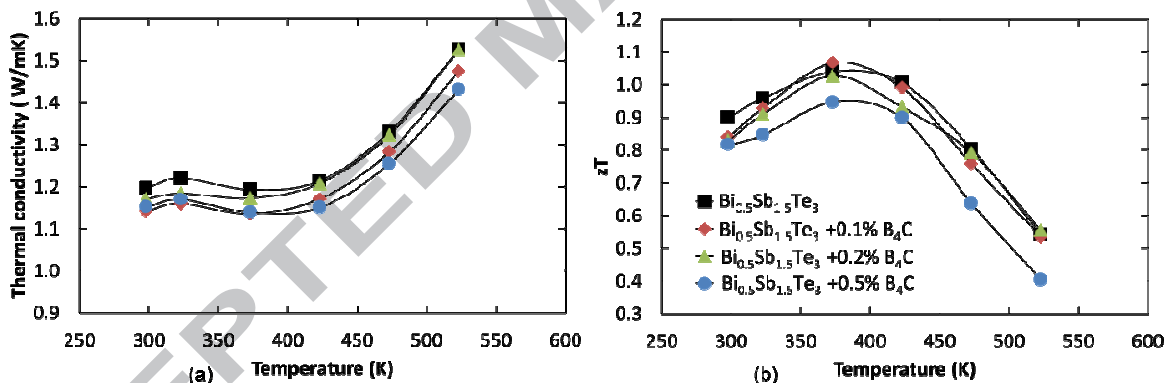 Thermal conductivity ( W/mK)
1.6
1.5
1.4
1.3
1.2
1.1
1.0
0.9
250 300 350 400 450 500 550 600
(a) Temperature (K)
zT
1.2
1.1
1.0
0.9
0.8
0.7
0.6
0.5
0.4
0.3
Bi0.5Sb1.5Te3
Bi0.5Sb1.5Te3 +0.1% B4C
Bi0.5Sb1.5Te3 +0.2% B4C
Bi0.5Sb1.5Te3 +0.5% B4C
250 300 350 400 450 500 550 600
(b) Temperature (K)
EPTED M